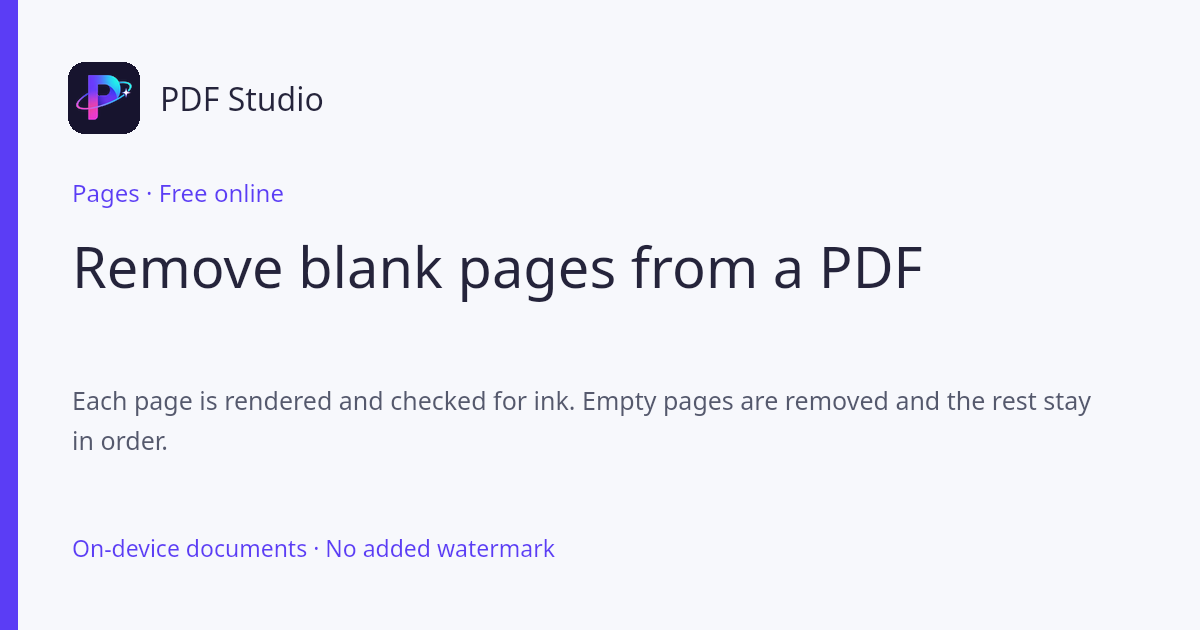 PDF Studio
Pages · Free online
Remove blank pages from a PDF
Each page is rendered and checked for ink. Empty pages are removed and the rest stay
in order.
On-device documents · No added watermark